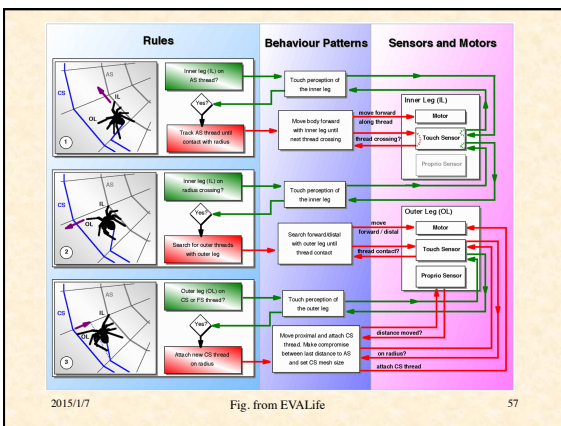 Rules
Behaviour Patterns
Sensors and Motors
AS
CS
IL
OL
1
Inner leg (IL) on
AS thread?
Yes?
Track AS thread until
contact with radius
Touch perception of
the inner leg
Move body forward
with inner leg until
next thread crossing
move forward
along thread
thread crossing?
Inner Leg (IL)
Motor
Touch Sensor
Proprio Sensor
AS
CS
IL
OL
2
Inner leg (IL) on
radius crossing?
Yes?
Search for outer threads
with outer leg
Touch perception of
the inner leg
Search forward/distal
with outer leg until
thread contact
move
forward / distal
thread contact?
Outer Leg (OL)
Motor
Touch Sensor
Proprio Sensor
AS
CS
IL
OL
3
Outer leg (OL) on
CS or FS thread?
Yes?
Attach new CS thread
on radius
Touch perception of
the outer leg
Move proximal and attach
CS thread. Make compromise
between last distance to AS
and set CS mesh size
distance moved?
on radius?
attach CS thread
2015/1/7
Fig. from EVALife
57